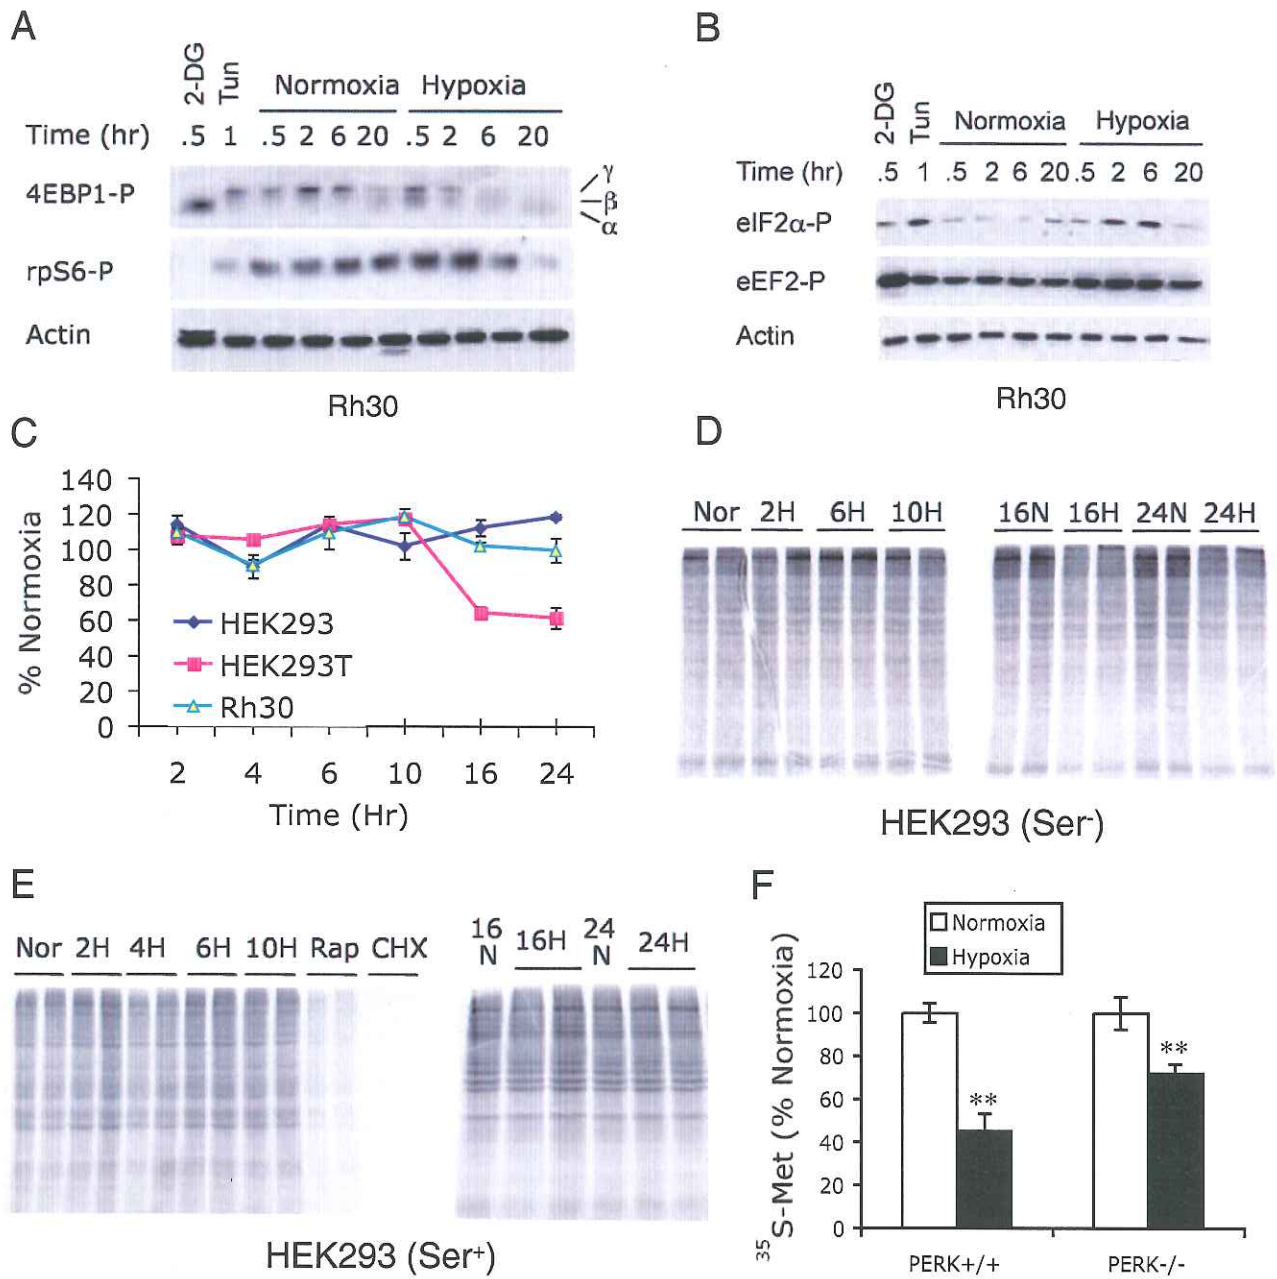 A
2-DG
Tun
Normoxia Hypoxia
Time (hr) .5 1 .5 2 6 20 .5 2 6 20
4EBP1-P
γ
β
α
rpS6-P
Actin
Rh30
B
2-DG
Tun
Normoxia Hypoxia
Time (hr) .5 1 .5 2 6 20 .5 2 6 20
eIF2α-P
eEF2-P
Actin
Rh30
C
% Normoxia
140
120
100
80
60
40
20
0
HEK293
HEK293T
Rh30
2 4 6 10 16 24
Time (Hr)
D
Nor 2H 6H 10H 16N 16H 24N 24H
HEK293 (Ser-)
E
Nor 2H 4H 6H 10H Rap CHX
16 N 16H 24 N 24H
HEK293 (Ser+)
F
Normoxia
Hypoxia
35S-Met (% Normoxia)
120
100
80
60
40
20
0
**
**
PERK+/+ PERK-/-